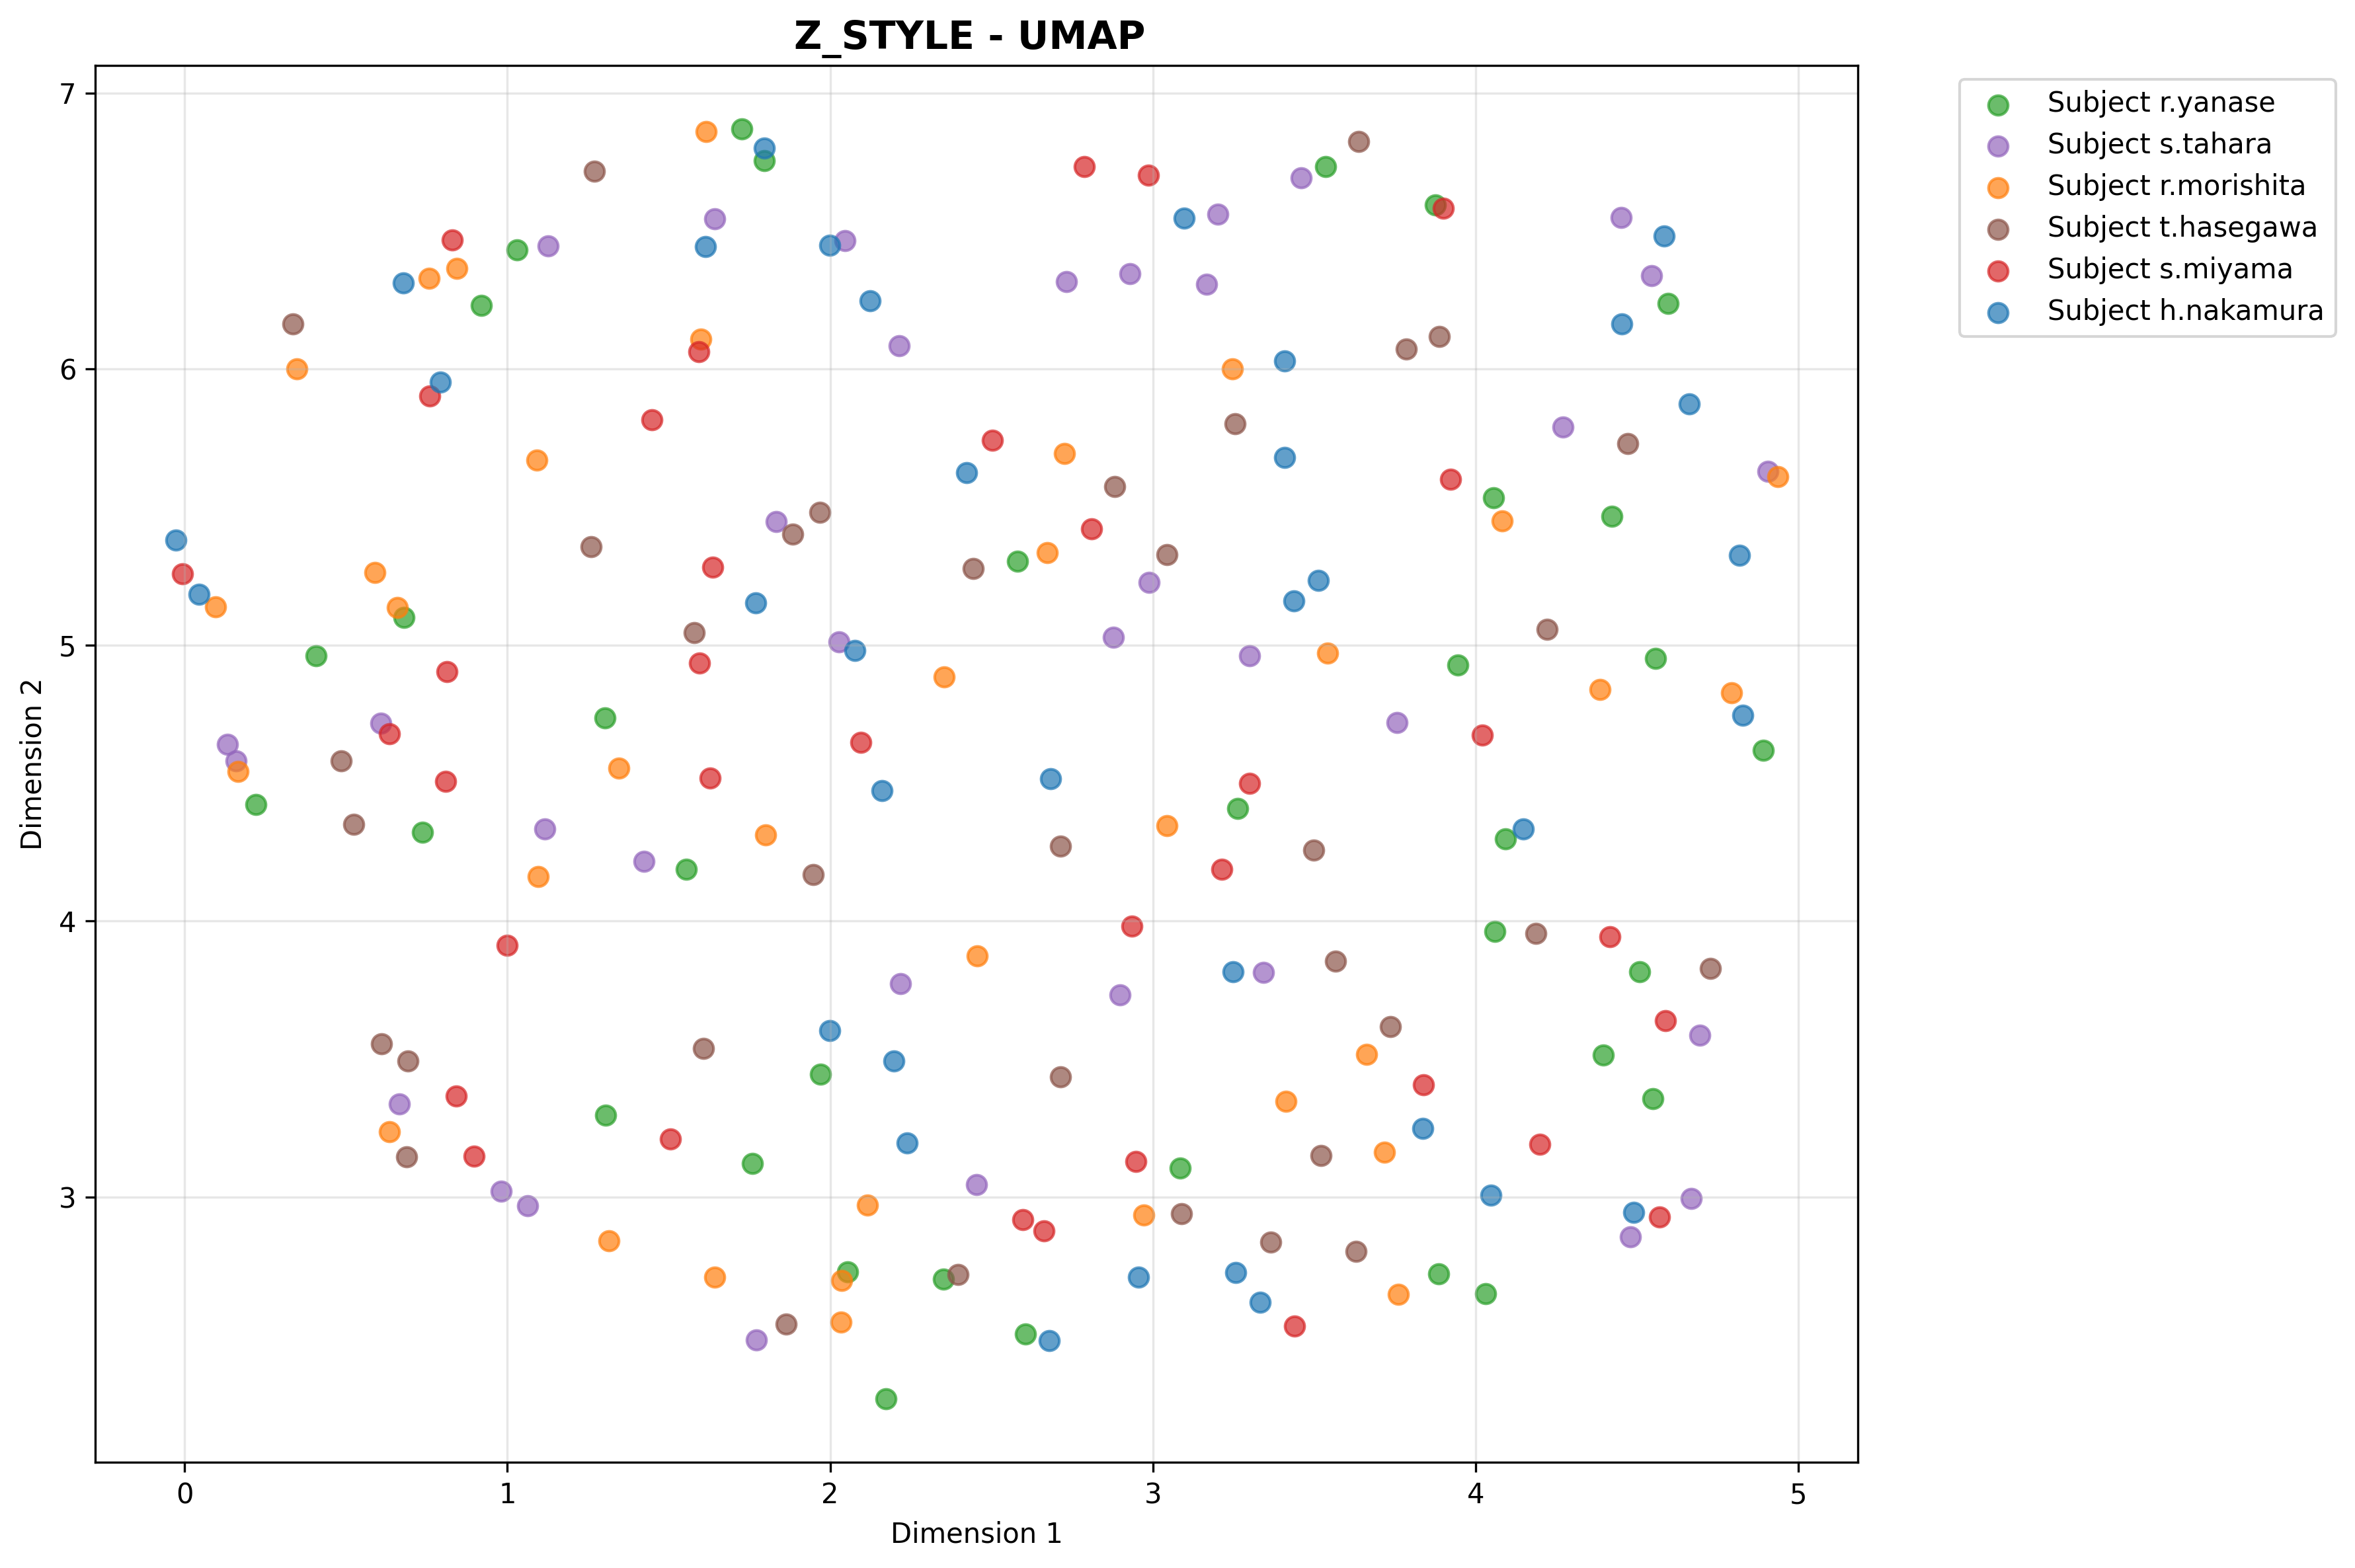 Z_STYLE - UMAP
Subject r.yanase
Subject s.tahara
Subject r.morishita
Subject t.hasegawa
Subject s.miyama
Subject h.nakamura
7
6
5
4
3
Dimension 2
0 1 2 3 4 5
Dimension 1